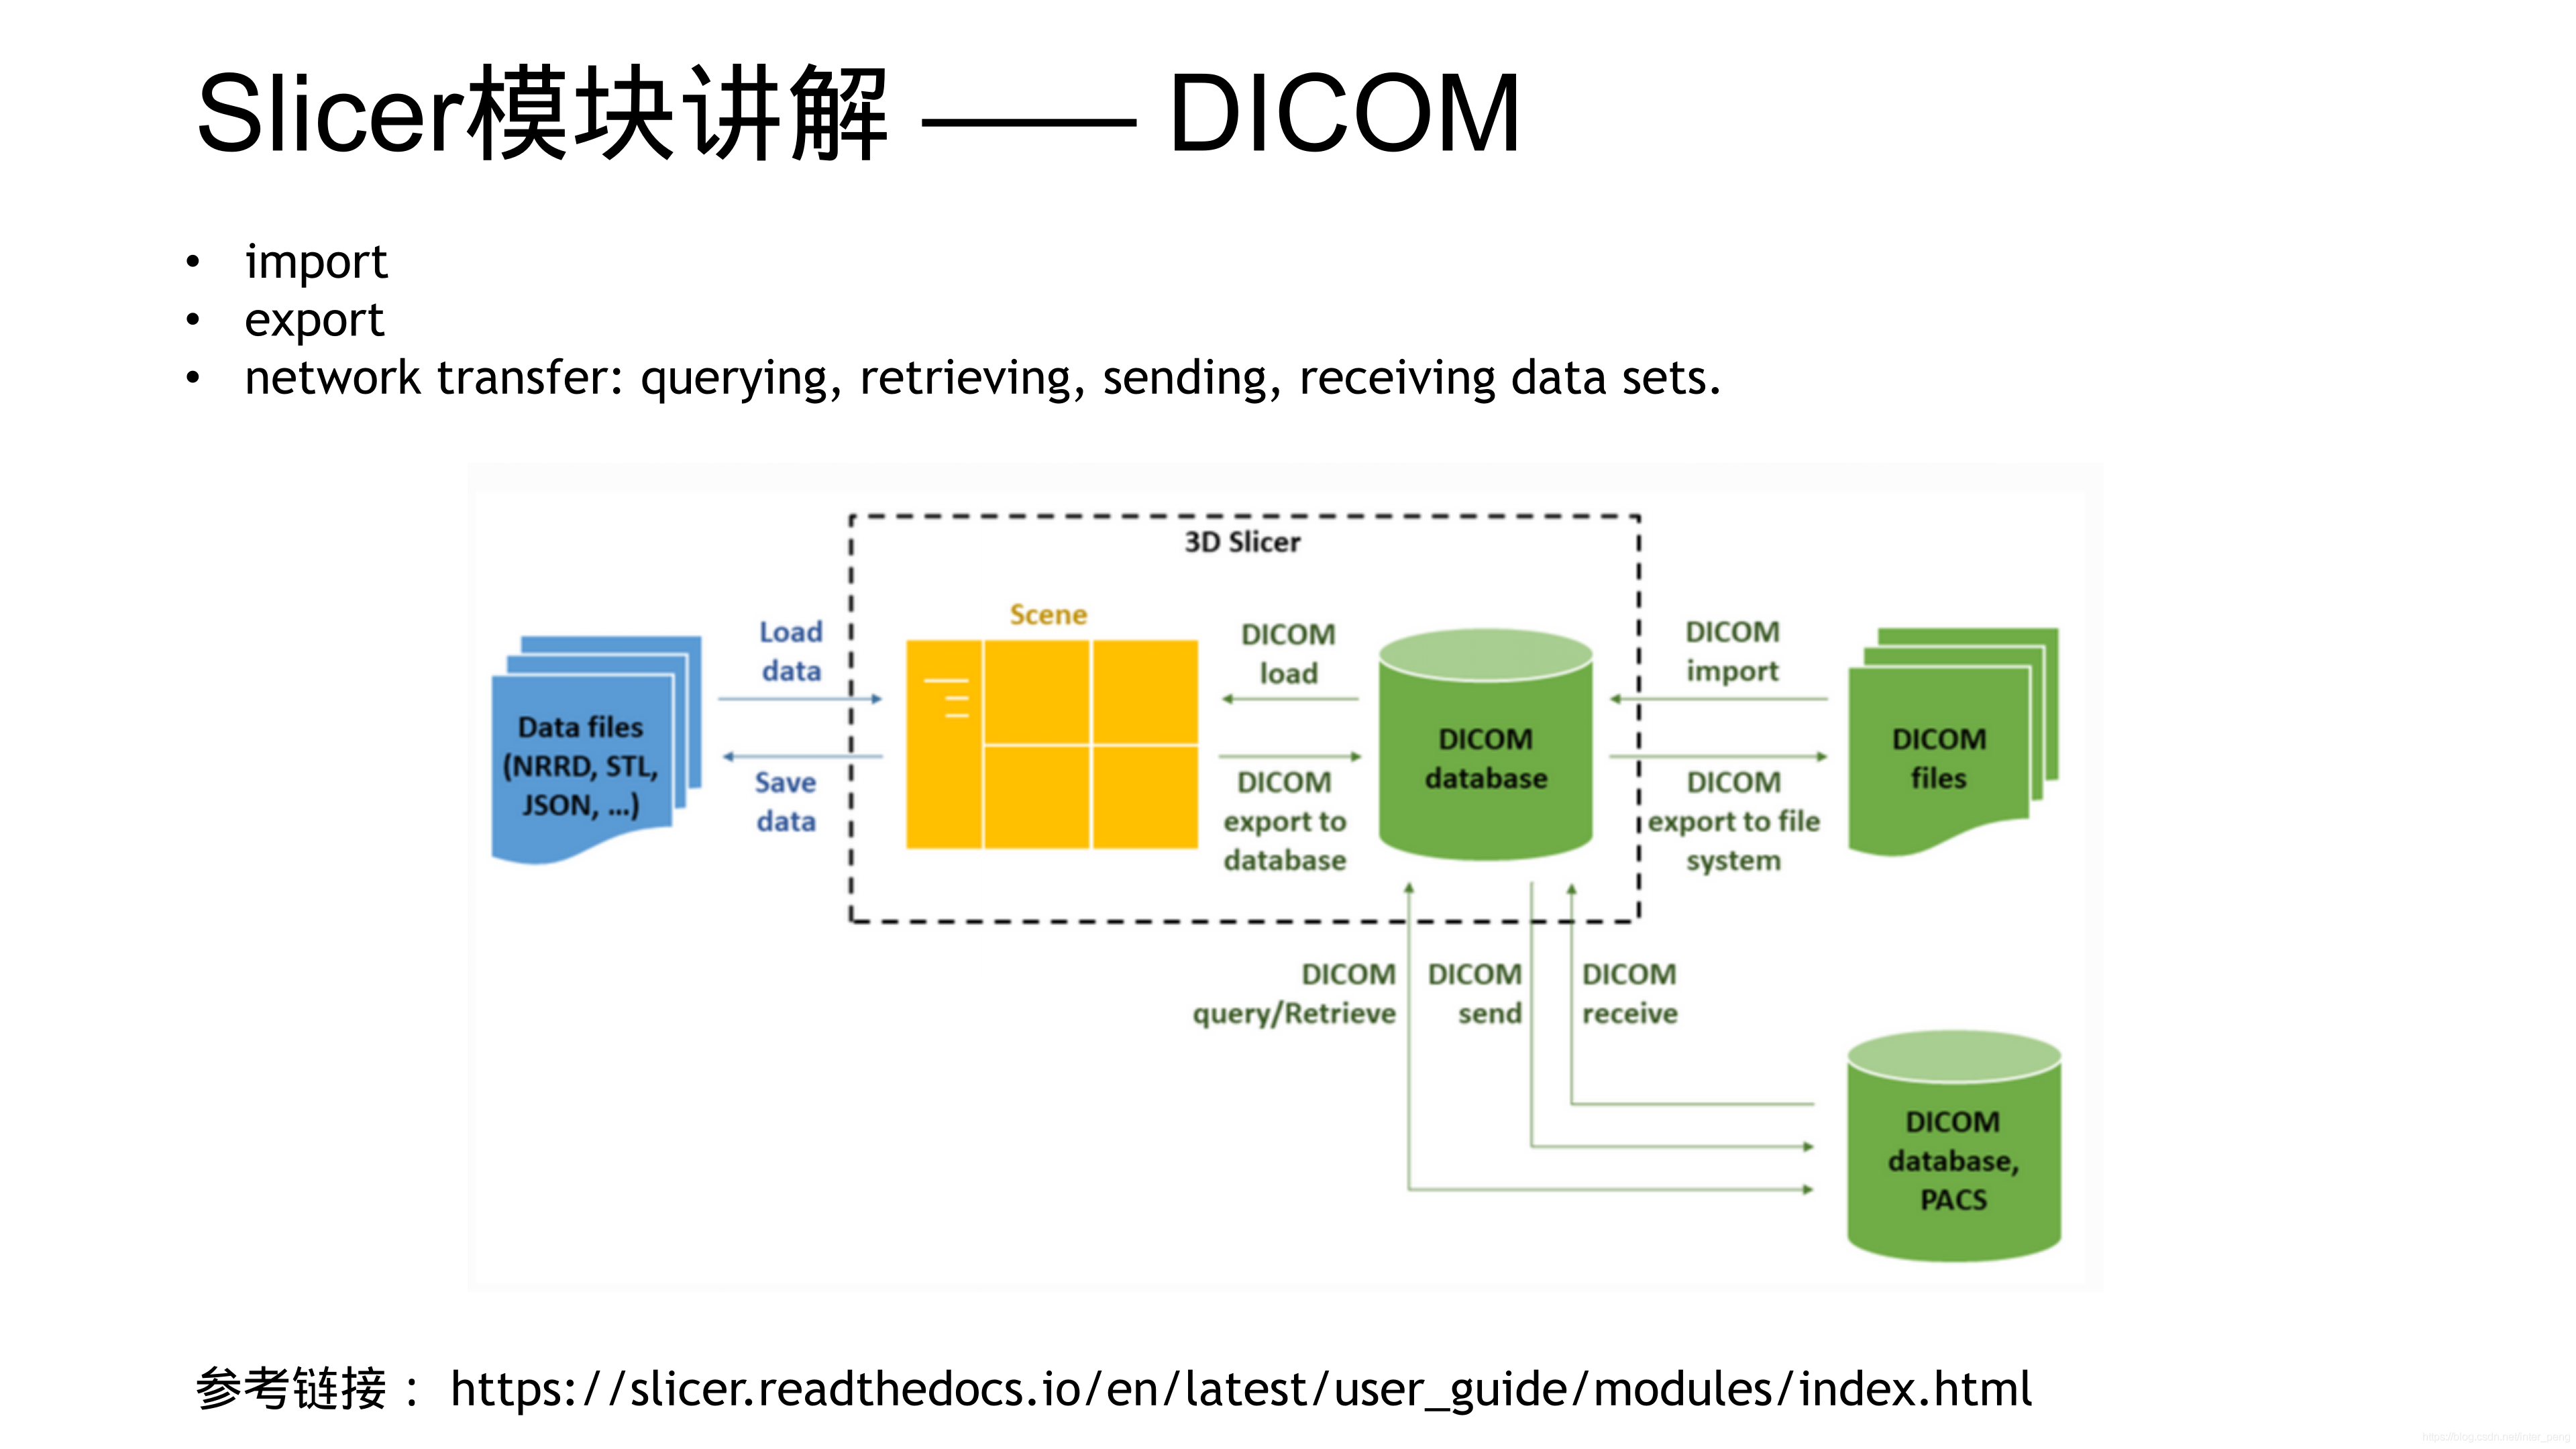 Slicer模块讲解 —— DICOM
• import
• export
• network transfer: querying, retrieving, sending, receiving data sets.
3D Slicer
Scene
Load
data
Save
data
Data files
(NRRD, STL,
JSON, ...)
DICOM
load
DICOM
export to
database
DICOM
database
DICOM
import
DICOM
export to file
system
DICOM
files
DICOM
query/Retrieve
DICOM
send
DICOM
receive
DICOM
database,
PACS
参考链接： https://slicer.readthedocs.io/en/latest/user_guide/modules/index.html